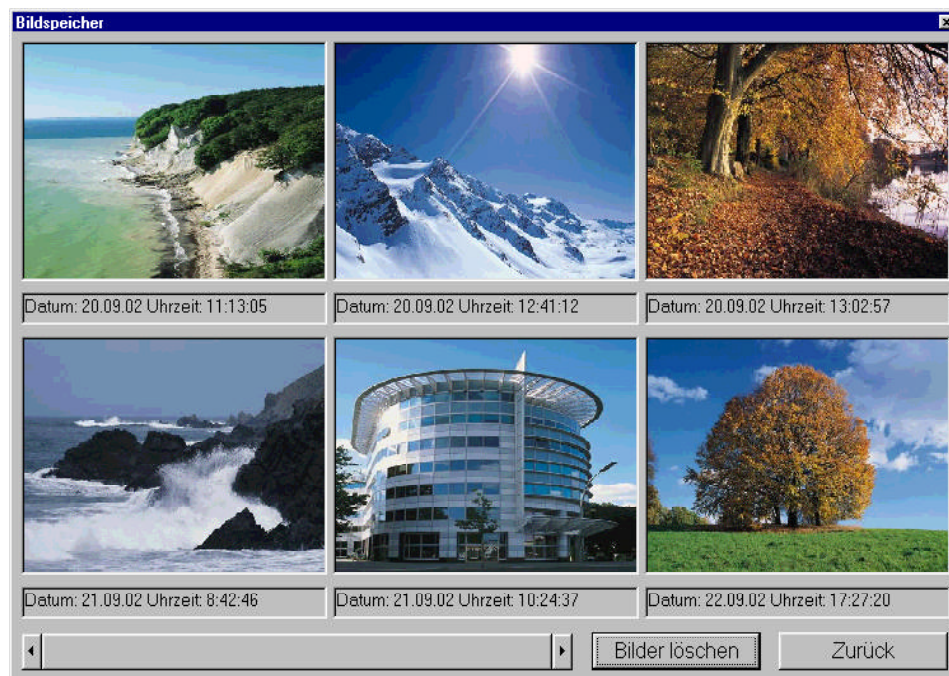 Bildspeicher
Datum: 20.09.02 Uhrzeit: 11:13:05
Datum: 20.09.02 Uhrzeit: 12:41:12
Datum: 20.09.02 Uhrzeit: 13:02:57
Datum: 21.09.02 Uhrzeit: 8:42:46
Datum: 21.09.02 Uhrzeit: 10:24:37
Datum: 22.09.02 Uhrzeit: 17:27:20
Bilder löschen
Zurück